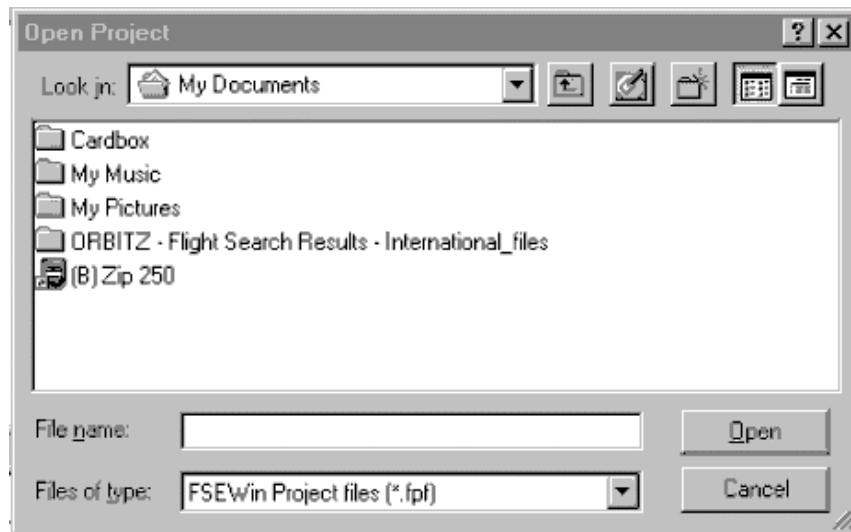 Open Project
Look in: My Documents
Cardbox
My Music
My Pictures
ORBITZ - Flight Search Results - International_files
(B) Zip 250
File name:
Open
Files of type: FSEWin Project files (*.fpf)
Cancel